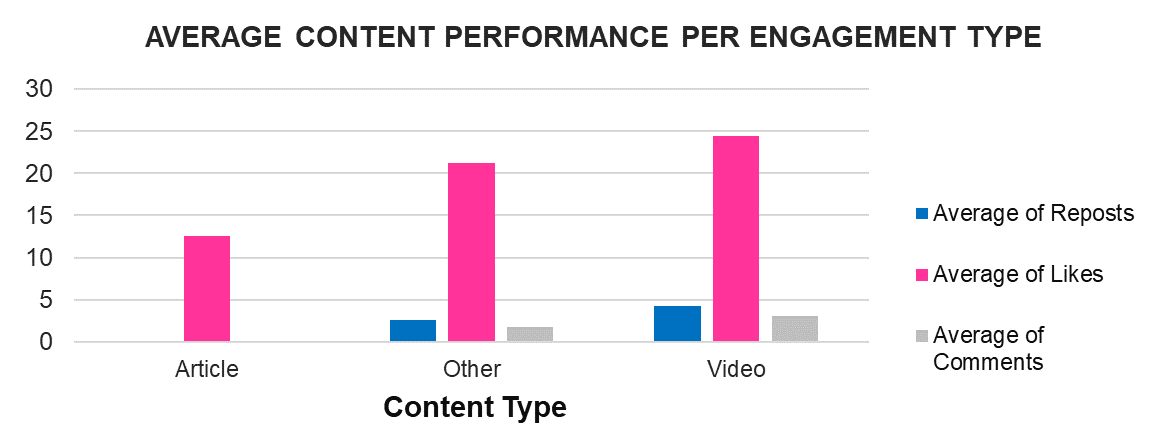 AVERAGE CONTENT PERFORMANCE PER ENGAGEMENT TYPE
30
25
20
15
10
5
0
Article
Other
Video
Content Type
Average of Reposts
Average of Likes
Average of
Comments